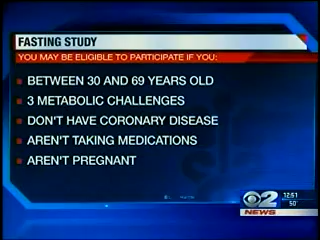 FASTING STUDY
YOU MAY BE ELIGIBLE TO PARTICIPATE IF YOU:
BETWEEN 30 AND 69 YEARS OLD
3 METABOLIC CHALLENGES
DON'T HAVE CORONARY DISEASE
AREN'T TAKING MEDICATIONS
AREN'T PREGNANT
2 12:51
NEWS 50°